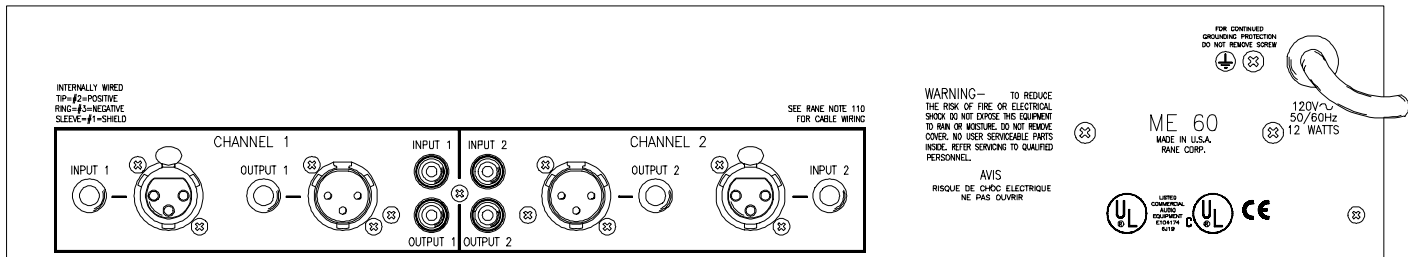 FOR CONTINUED
GROUNDING PROTECTION
DO NOT REMOVE SCREW
INTERNALLY WIRED
TIP=#2=POSITIVE
RING=#3=NEGATIVE
SLEEVE=#1=SHIELD
SEE RANE NOTE 110
FOR CABLE WIRING
CHANNEL 1
INPUT 1
OUTPUT 1
INPUT 1
OUTPUT 1
CHANNEL 2
INPUT 2
OUTPUT 2
OUTPUT 2
INPUT 2
WARNING- TO REDUCE
THE RISK OF FIRE OR ELECTRICAL
SHOCK DO NOT EXPOSE THIS EQUIPMENT
TO RAIN OR MOISTURE. DO NOT REMOVE
COVER. NO USER SERVICEABLE PARTS
INSIDE. REFER SERVICING TO QUALIFIED
PERSONNEL.
AVIS
RISQUE DE CHOC ELECTRIQUE
NE PAS OUVRIR
ME 60
MADE IN U.S.A.
RANE CORP.
120V~
50/60Hz
12 WATTS
UL
®
LISTED
COMMERCIAL
AUDIO
EQUIPMENT
E104174
6J19
C
UL
®
CE